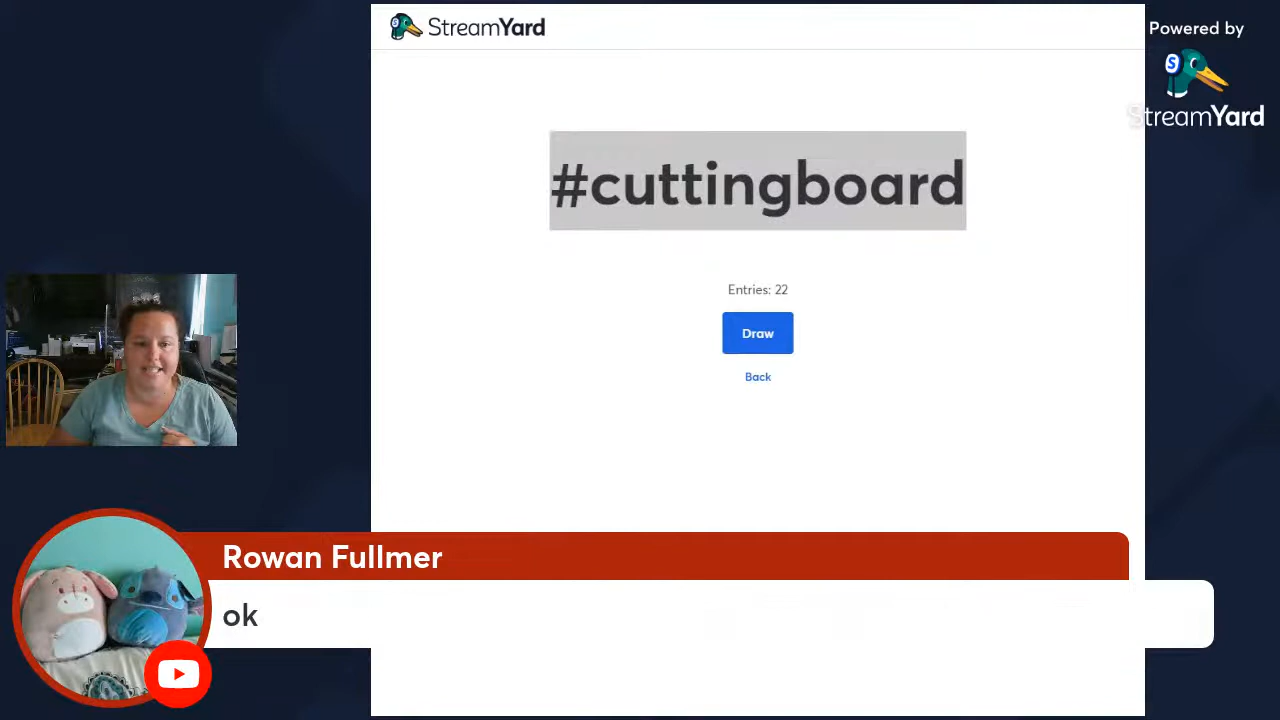 StreamYard
Powered by
StreamYard
#cuttingboard
Entries: 22
Draw
Back
Rowan Fullmer
ok